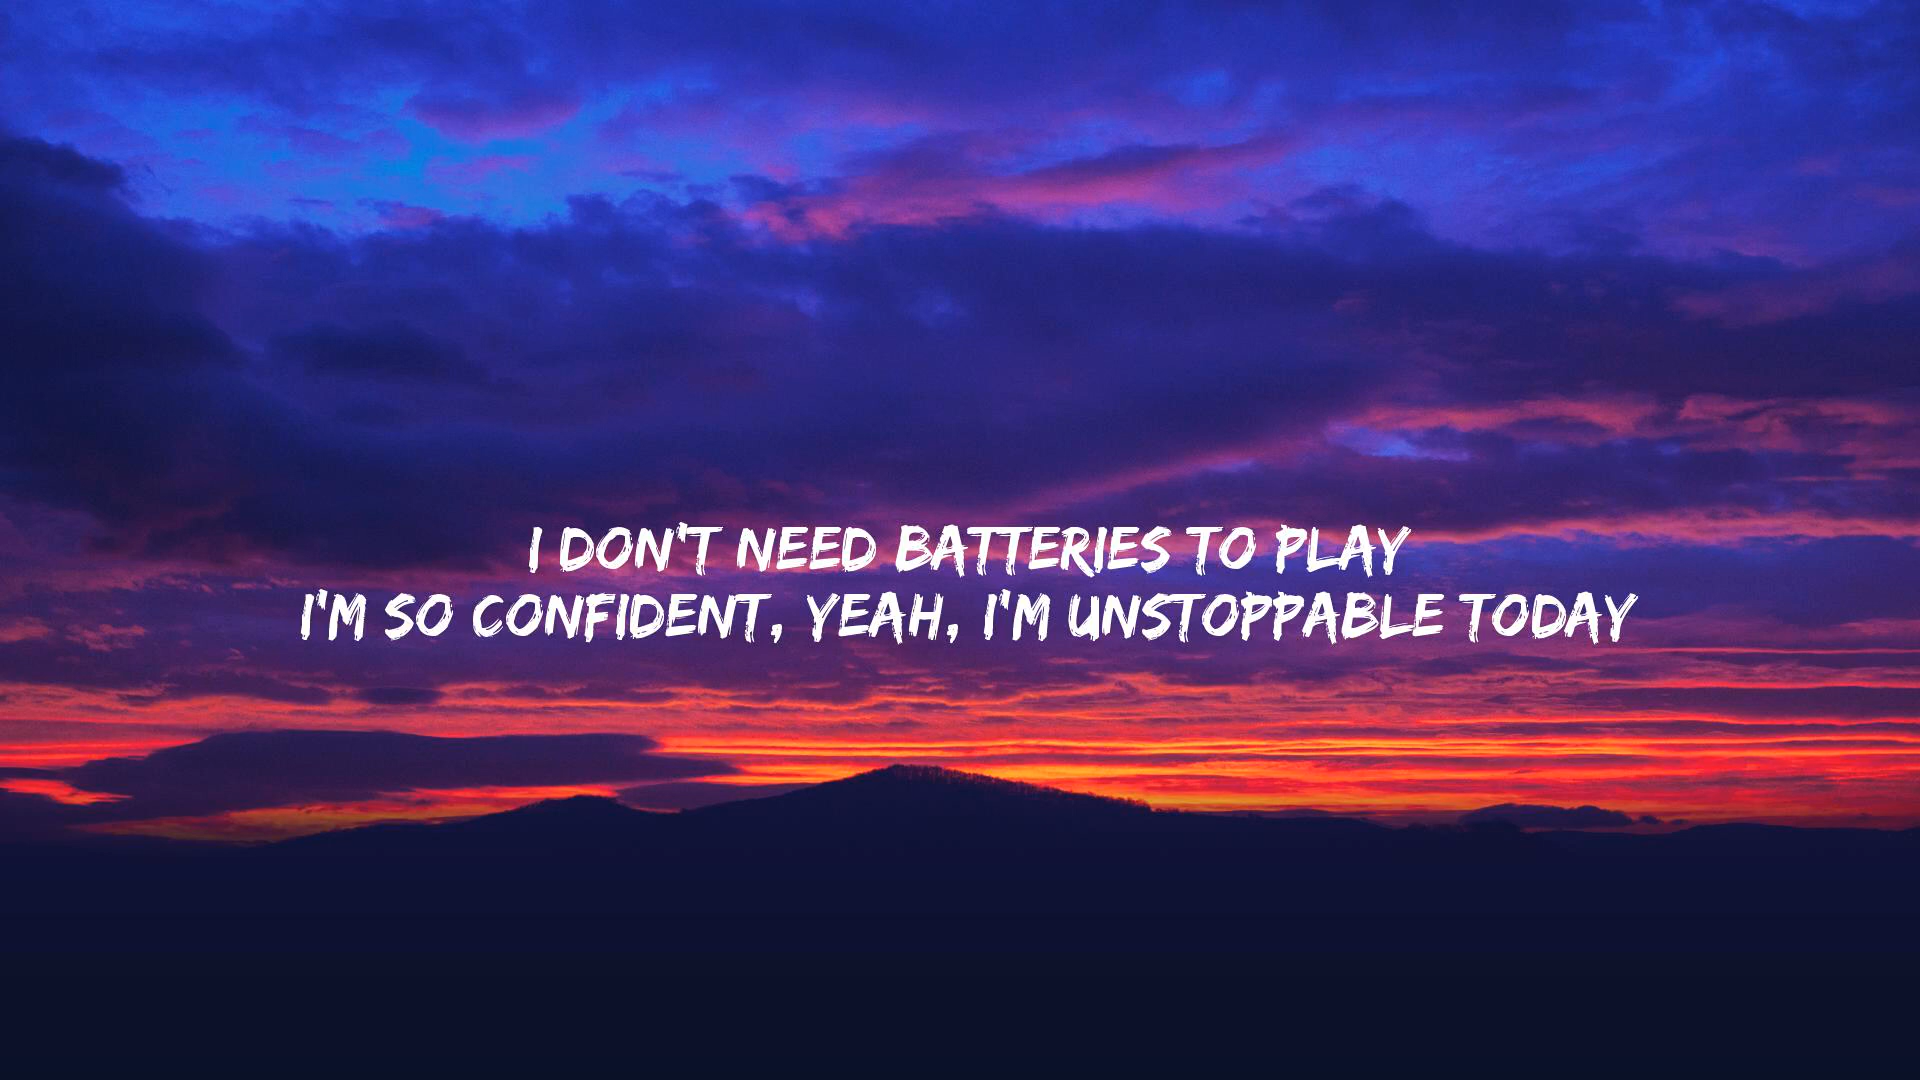 I DON'T NEED BATTERIES TO PLAY
I'M SO CONFIDENT, YEAH, I'M UNSTOPPABLE TODAY